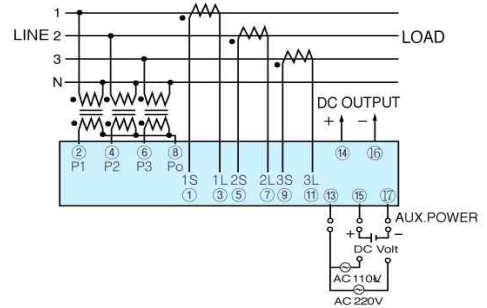 1
LINE 2 LOAD
3
N
DC OUTPUT
+ −
② ④ ⑥ ⑧ ⑭ ⑯
P1 P2 P3 Po
1S 1L 2S 2L 3S 3L
① ③ ⑤ ⑦ ⑨ ⑪ ⑬ ⑮ ⑰
AUX.POWER
+ −
DC Volt
AC 110V
AC 220V